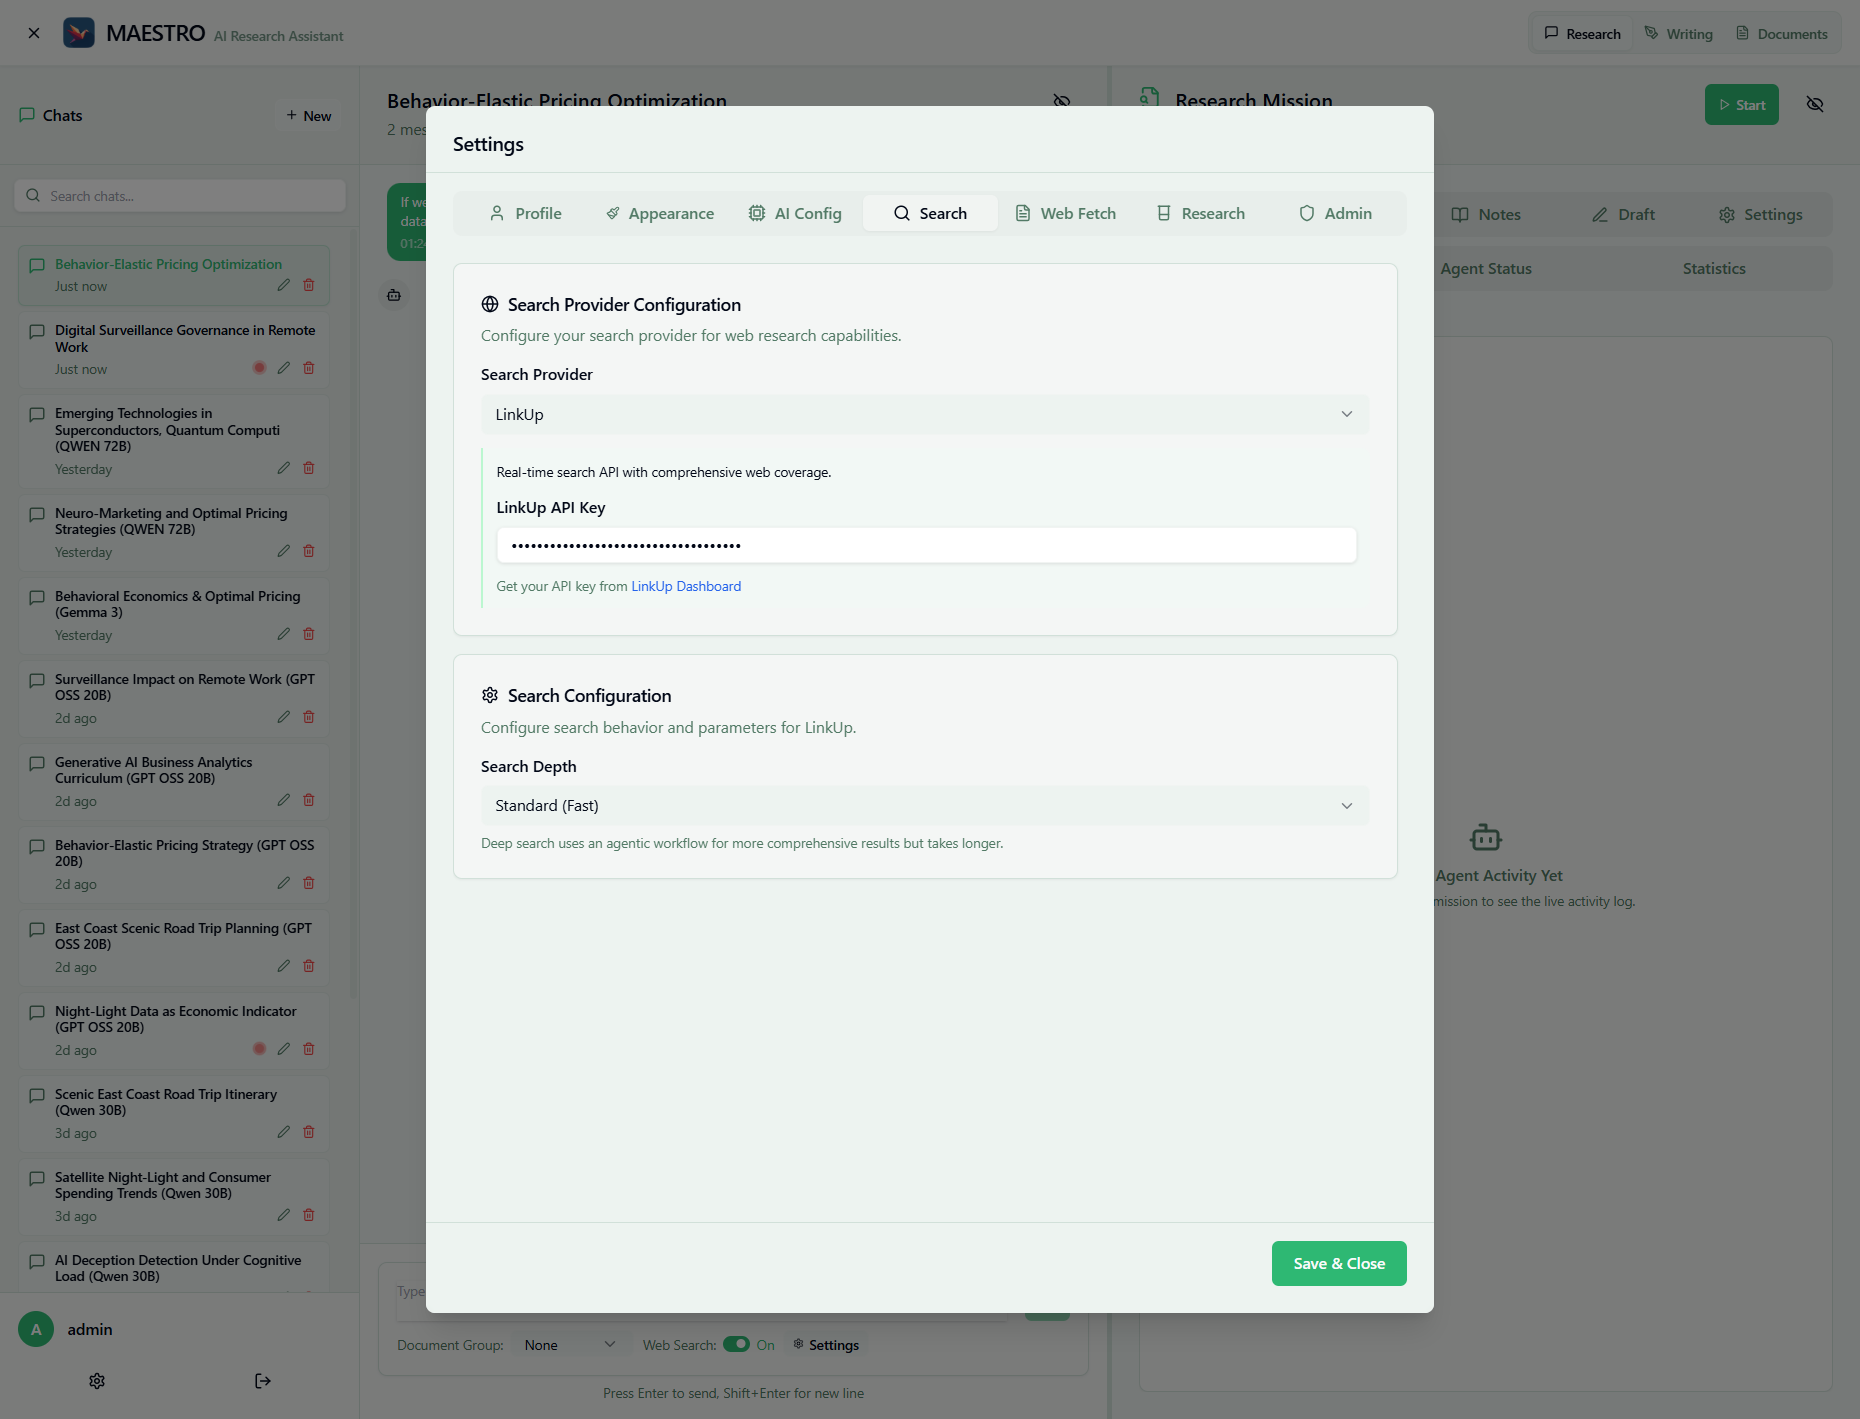 MAESTRO AI Research Assistant
Research
Writing
Documents
Chats
+ New
Search chats...
Behavior-Elastic Pricing Optimization
Just now
Digital Surveillance Governance in Remote
Work
Just now
Emerging Technologies in
Superconductors, Quantum Computi
(QWEN 72B)
Yesterday
Neuro-Marketing and Optimal Pricing
Strategies (QWEN 72B)
Yesterday
Behavioral Economics & Optimal Pricing
(Gemma 3)
Yesterday
Surveillance Impact on Remote Work (GPT
OSS 20B)
2d ago
Generative AI Business Analytics
Curriculum (GPT OSS 20B)
2d ago
Behavior-Elastic Pricing Strategy (GPT OSS
20B)
2d ago
East Coast Scenic Road Trip Planning (GPT
OSS 20B)
2d ago
Night-Light Data as Economic Indicator
(GPT OSS 20B)
2d ago
Scenic East Coast Road Trip Itinerary
(Qwen 30B)
3d ago
Satellite Night-Light and Consumer
Spending Trends (Qwen 30B)
3d ago
AI Deception Detection Under Cognitive
Load (Qwen 30B)
A
admin
Behavior-Elastic Pricing Optimization
2 mes
If we
data
01:24
Research Mission
Start
Notes
Draft
Settings
Agent Status
Statistics
Agent Activity Yet
mission to see the live activity log.
Settings
Profile
Appearance
AI Config
Search
Web Fetch
Research
Admin
Search Provider Configuration
Configure your search provider for web research capabilities.
Search Provider
LinkUp
Real-time search API with comprehensive web coverage.
LinkUp API Key
Get your API key from LinkUp Dashboard
Search Configuration
Configure search behavior and parameters for LinkUp.
Search Depth
Standard (Fast)
Deep search uses an agentic workflow for more comprehensive results but takes longer.
Save & Close
Type
Document Group:
None
Web Search:
On
Settings
Press Enter to send, Shift+Enter for new line